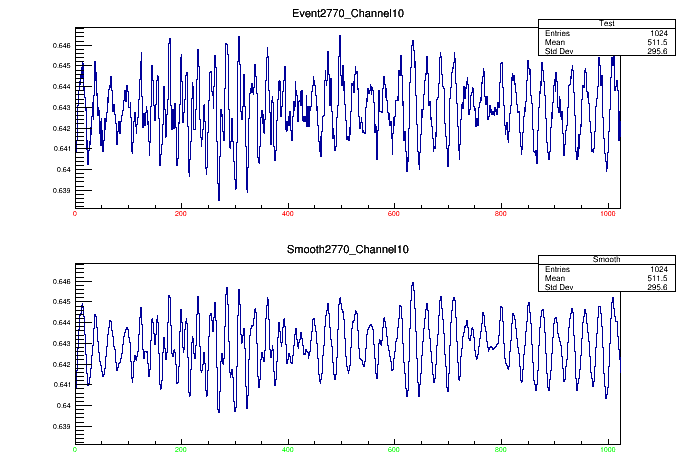 Event2770_Channel10
Test
Entries 1024
Mean 511.5
Std Dev 295.6
0.646
0.645
0.644
0.643
0.642
0.641
0.64
0.639
0 200 400 600 800 1000
Smooth2770_Channel10
Smooth
Entries 1024
Mean 511.5
Std Dev 295.6
0.646
0.645
0.644
0.643
0.642
0.641
0.64
0.639
0 200 400 600 800 1000